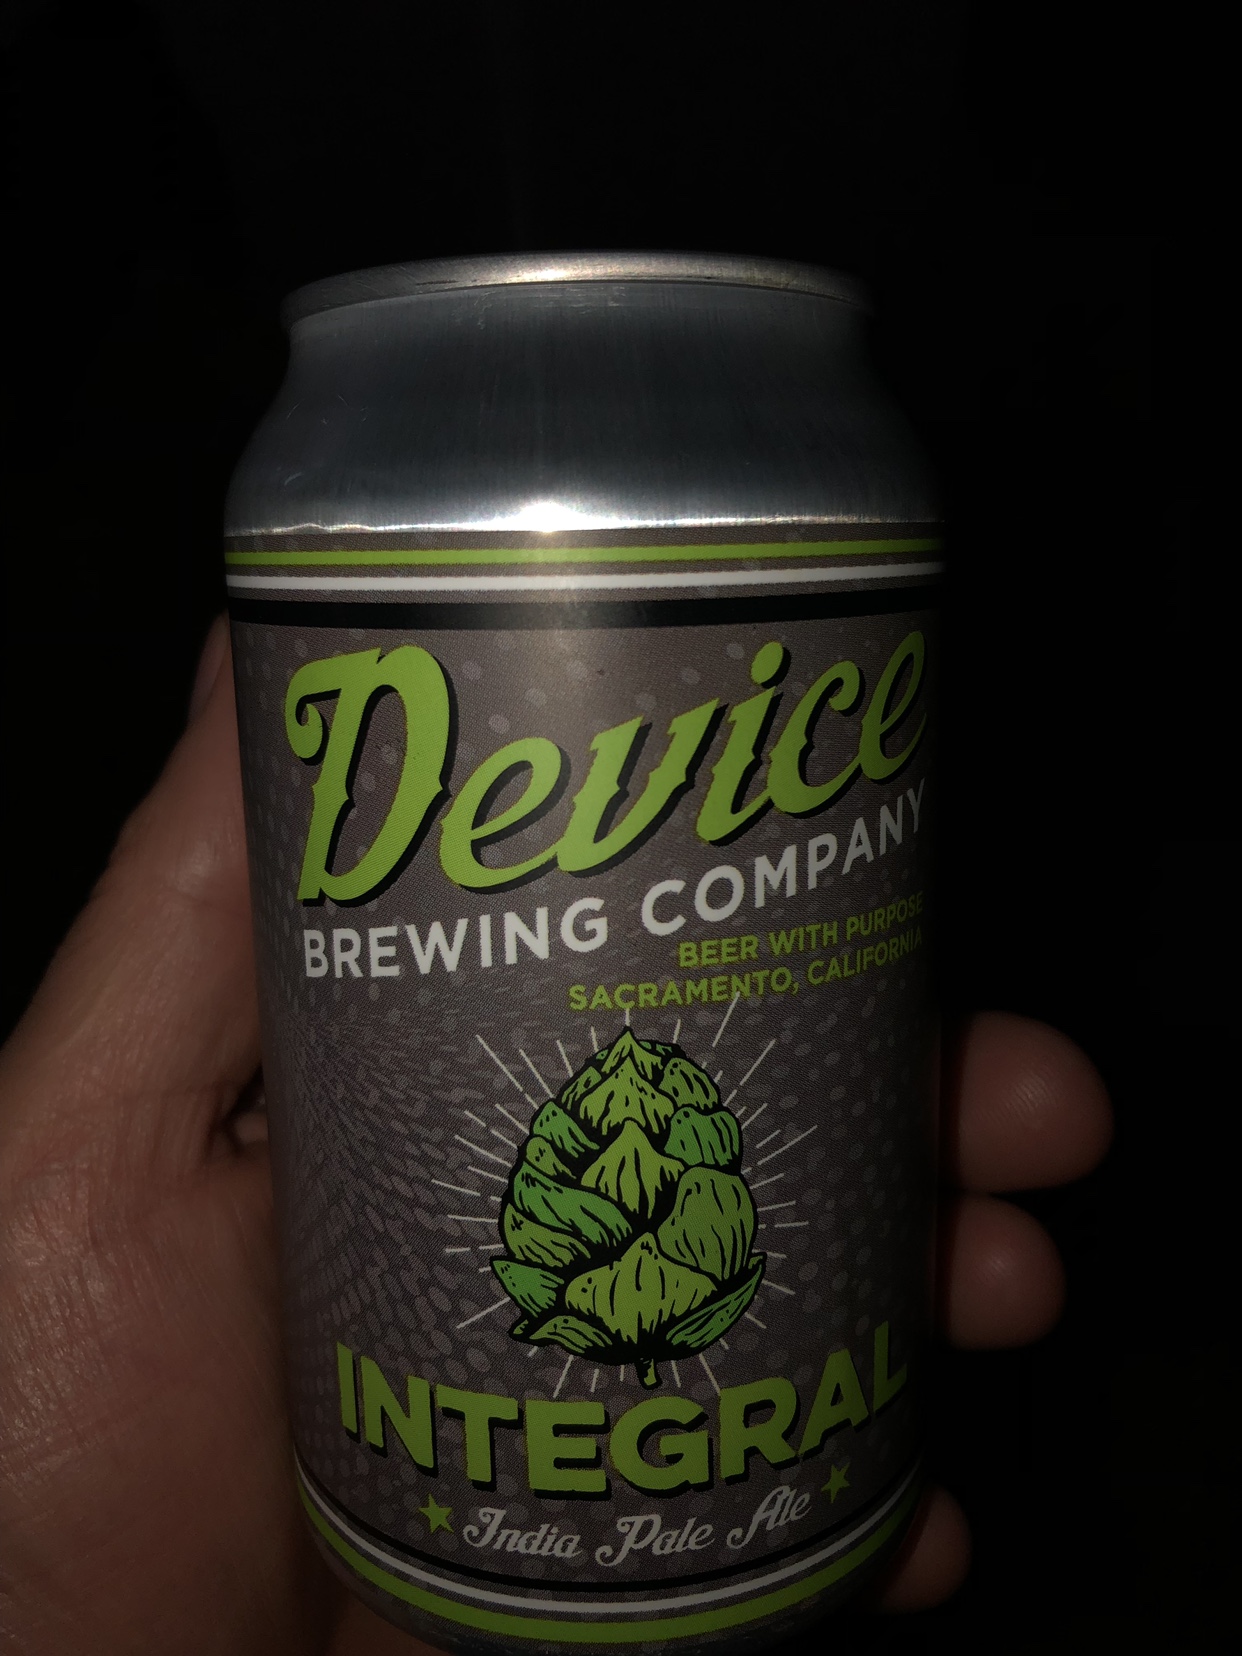 Device
BREWING COMPANY
BEER WITH PURPOSE
SACRAMENTO, CALIFORNIA
INTEGRAL
India Pale Ale